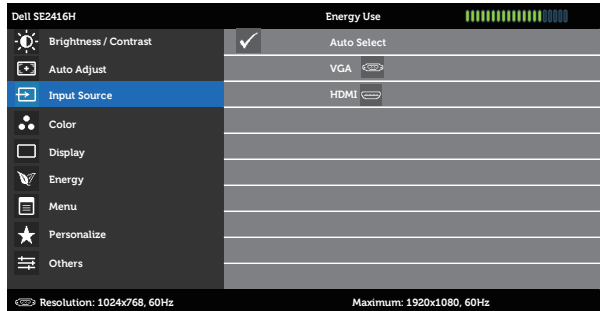 Dell SE2416H Energy Use
Brightness / Contrast Auto Select
Auto Adjust VGA
Input Source HDMI
Color
Display
Energy
Menu
Personalize
Others
Resolution: 1024x768, 60Hz Maximum: 1920x1080, 60Hz